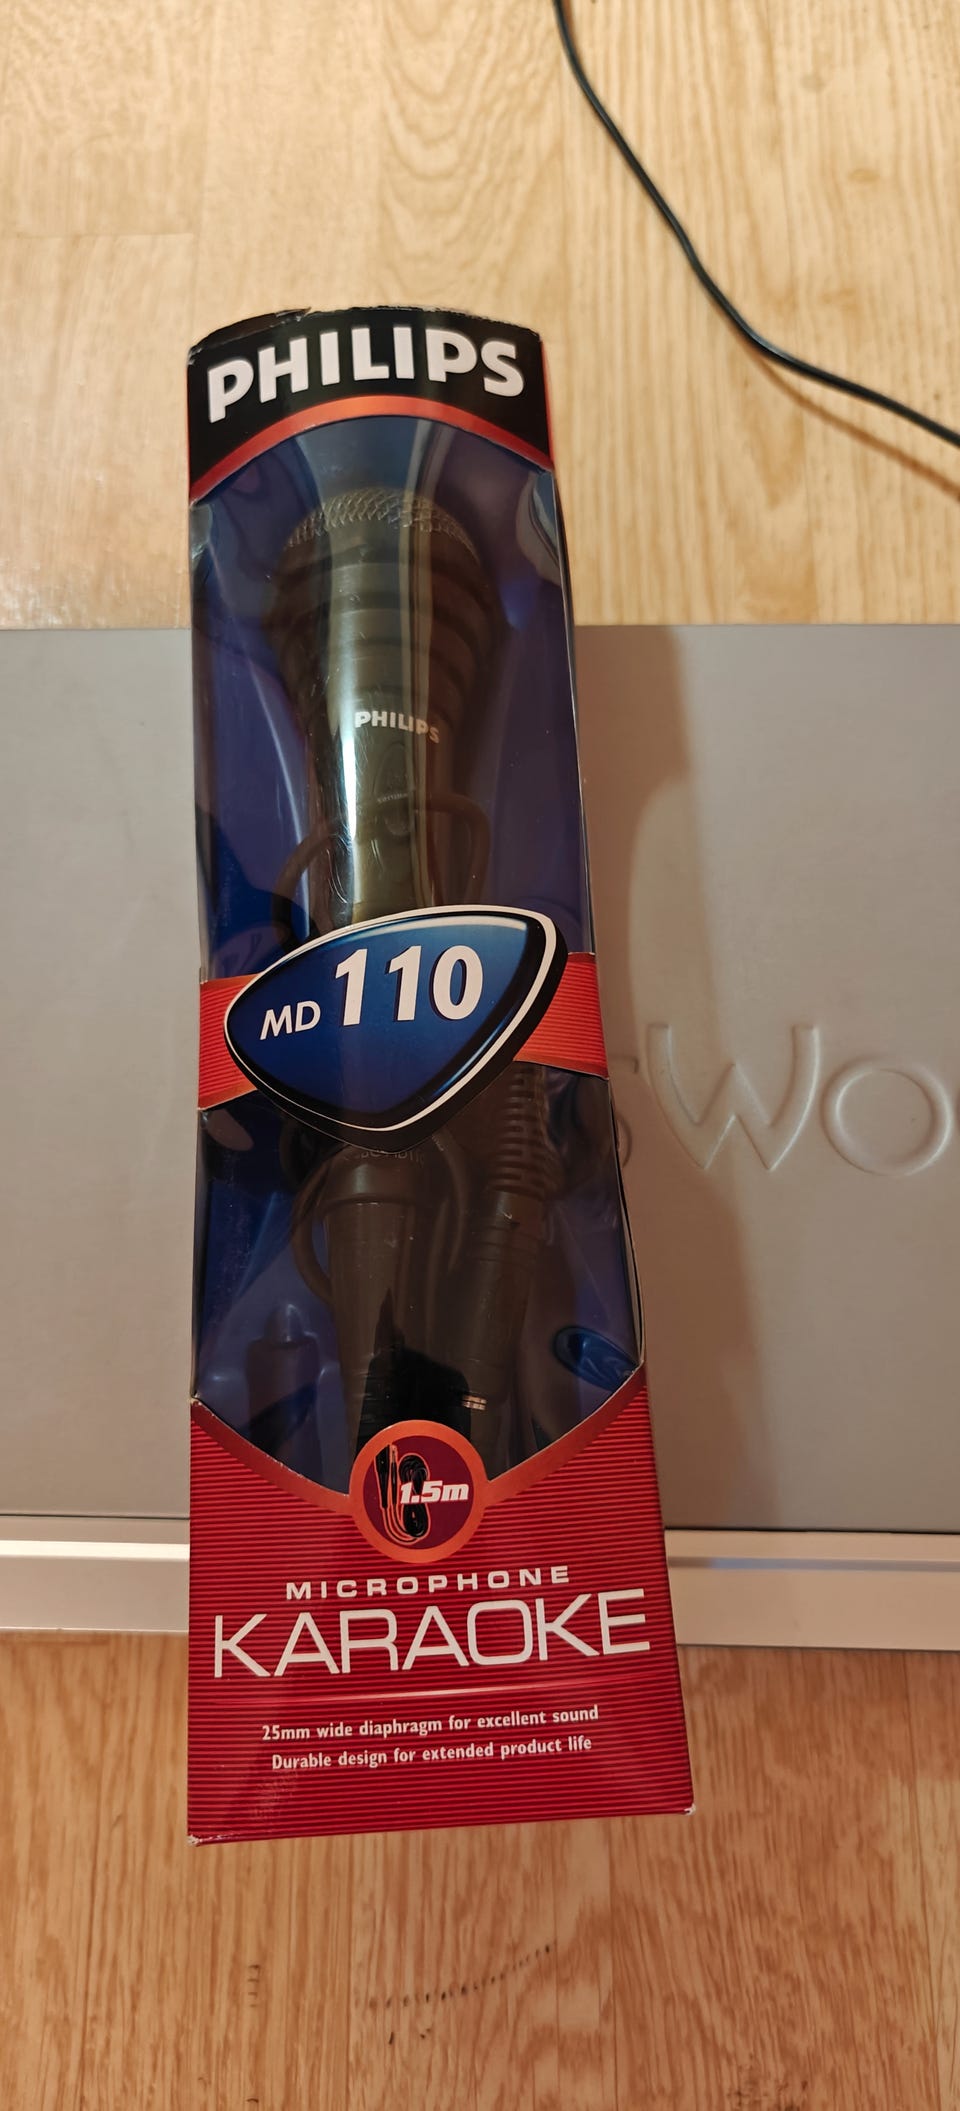 PHILIPS
PHILIPS
MD 110
WO
1.5m
MICROPHONE
KARAOKE
25mm wide diaphragm for excellent sound
Durable design for extended product life